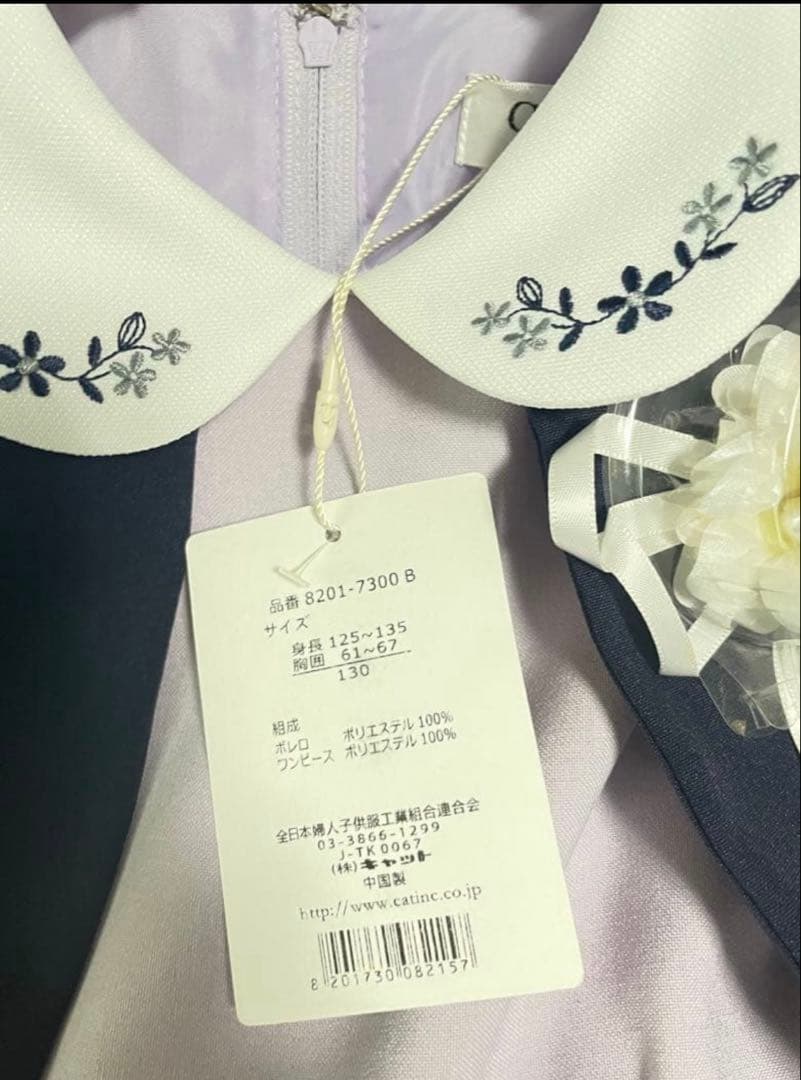 品番 8201-7300 B
サイズ
身長 125~135
胸囲 61~67
130
組成
ボレロ ポリエステル 100%
ワンピース ポリエステル 100%
全日本婦人子供服工業組合連合会
03-3866-1299
J-TK0067
(株)キャット
中国製
http://www.catinc.co.jp
8 201730 082157